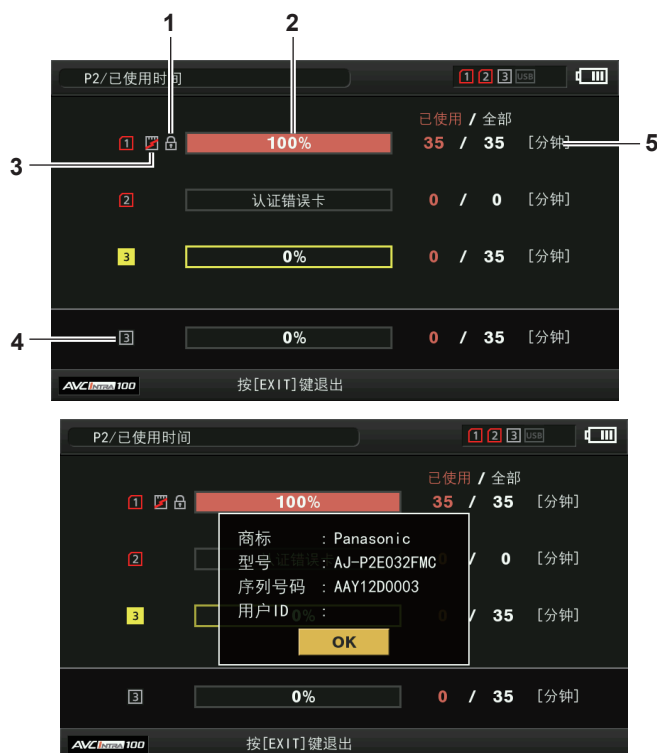 1 2
P2/已使用时间 1 2 3 USB
已使用 / 全部
1 100% 35 / 35 [分钟] 5
3
2 认证错误卡 0 / 0 [分钟]
3 0% 0 / 35 [分钟]
4 3 0% 0 / 35 [分钟]
AVC INTRA 100 按[EXIT]键退出
P2/已使用时间 1 2 3 USB
已使用 / 全部
1 100% 35 / 35 [分钟]
商标 : Panasonic
型号 : AJ-P2E032FMC
序列号码 : AAY12D0003
用户ID :
OK
2 / 0 [分钟]
3 0% 0 / 35 [分钟]
3 0% 0 / 35 [分钟]
AVC INTRA 100 按[EXIT]键退出